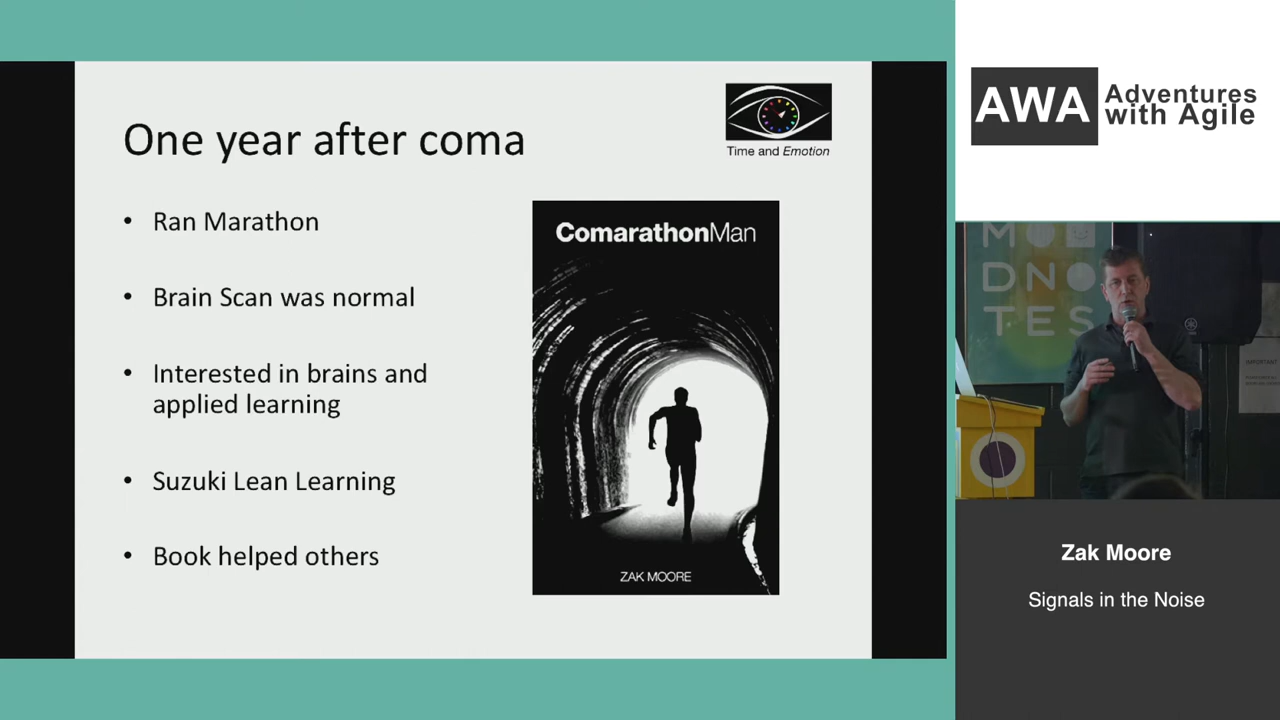 One year after coma
Time and Emotion
• Ran Marathon
• Brain Scan was normal
• Interested in brains and
applied learning
• Suzuki Lean Learning
• Book helped others
ComarathonMan
ZAK MOORE
AWA Adventures
with Agile
MOODNOTES
IMPORTANT
Zak Moore
Signals in the Noise